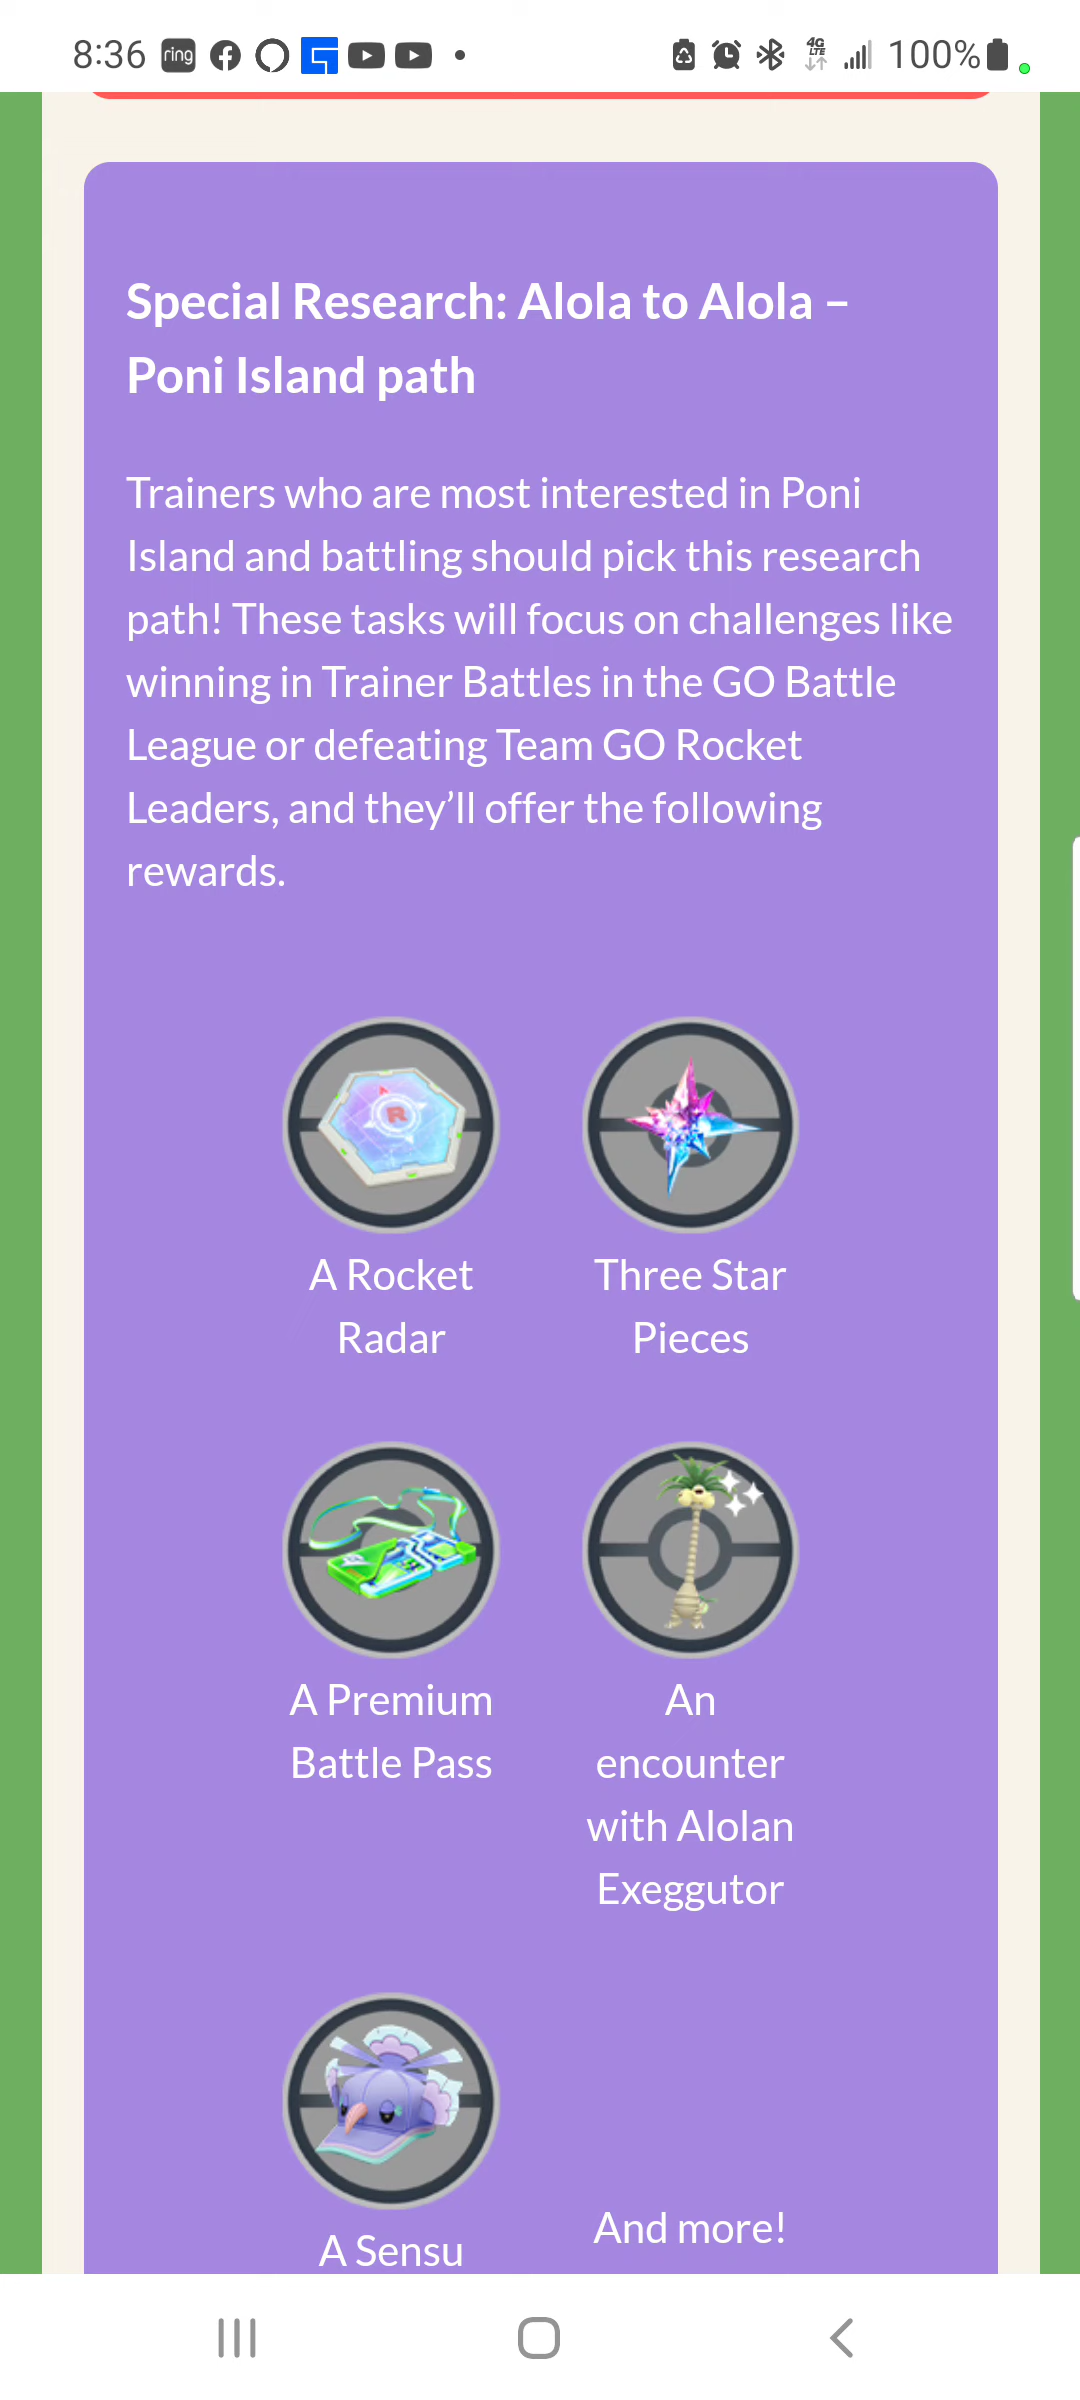 8:36
ring
4G
LTE
100%
Special Research: Alola to Alola –
Poni Island path
Trainers who are most interested in Poni
Island and battling should pick this research
path! These tasks will focus on challenges like
winning in Trainer Battles in the GO Battle
League or defeating Team GO Rocket
Leaders, and they’ll offer the following
rewards.
R
A Rocket
Radar
Three Star
Pieces
A Premium
Battle Pass
An
encounter
with Alolan
Exeggutor
A Sensu
And more!